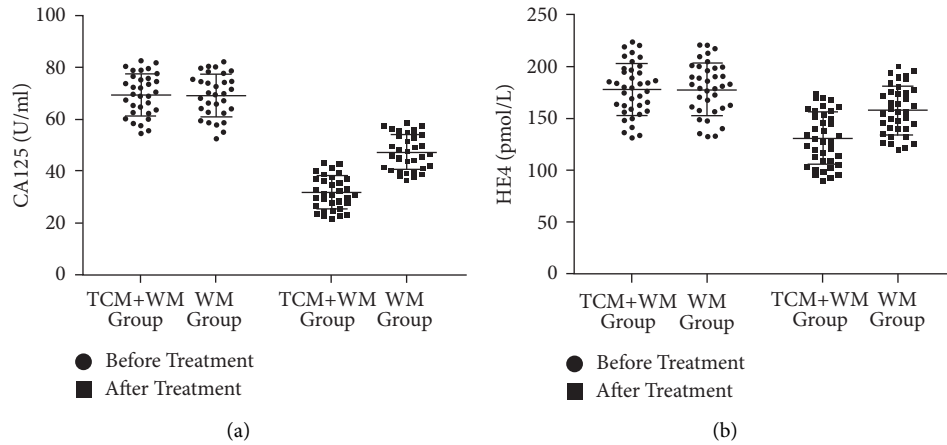 100
80
60
40
20
0
CA125 (U/ml)
TCM+WM Group
WM Group
TCM+WM Group
WM Group
Before Treatment
After Treatment
(a)
250
200
150
100
50
0
HE4 (pmol/L)
TCM+WM Group
WM Group
TCM+WM Group
WM Group
Before Treatment
After Treatment
(b)